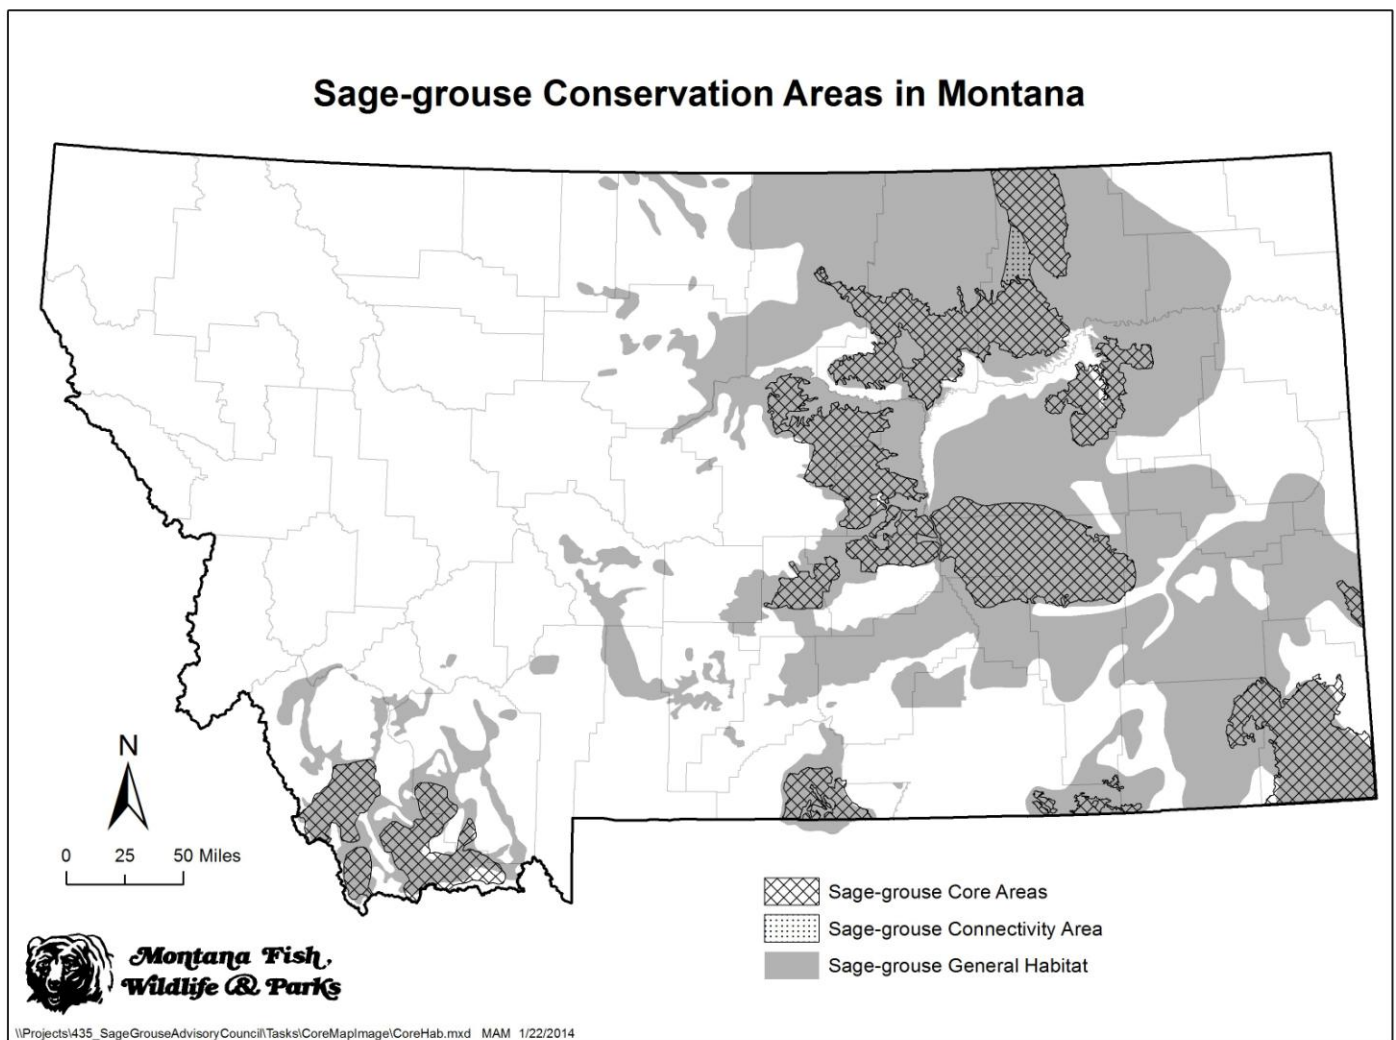 Sage-grouse Conservation Areas in Montana
N
0 25 50 Miles
Sage-grouse Core Areas
Sage-grouse Connectivity Area
Sage-grouse General Habitat
Montana Fish,
Wildlife & Parks
\\Projects\435_SageGrouseAdvisoryCouncil\Tasks\CoreMapImage\CoreHab.mxd MAM 1/22/2014